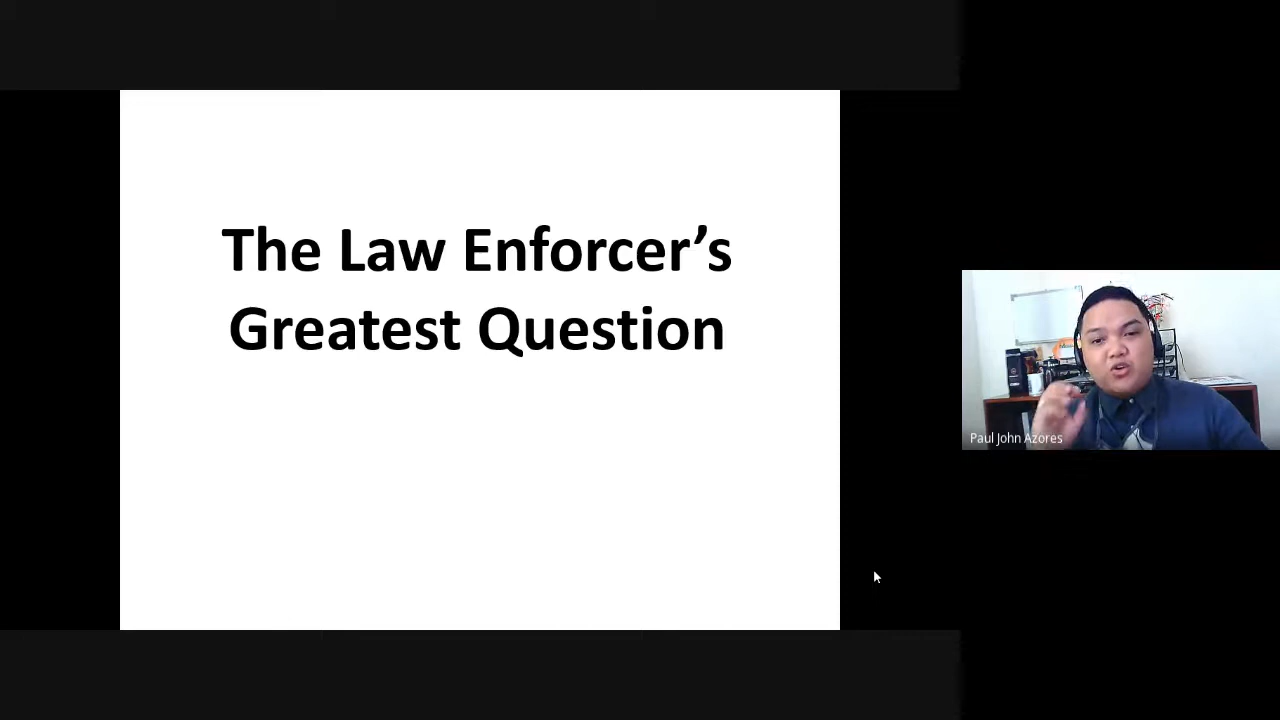 The Law Enforcer’s
Greatest Question
Paul John Azores